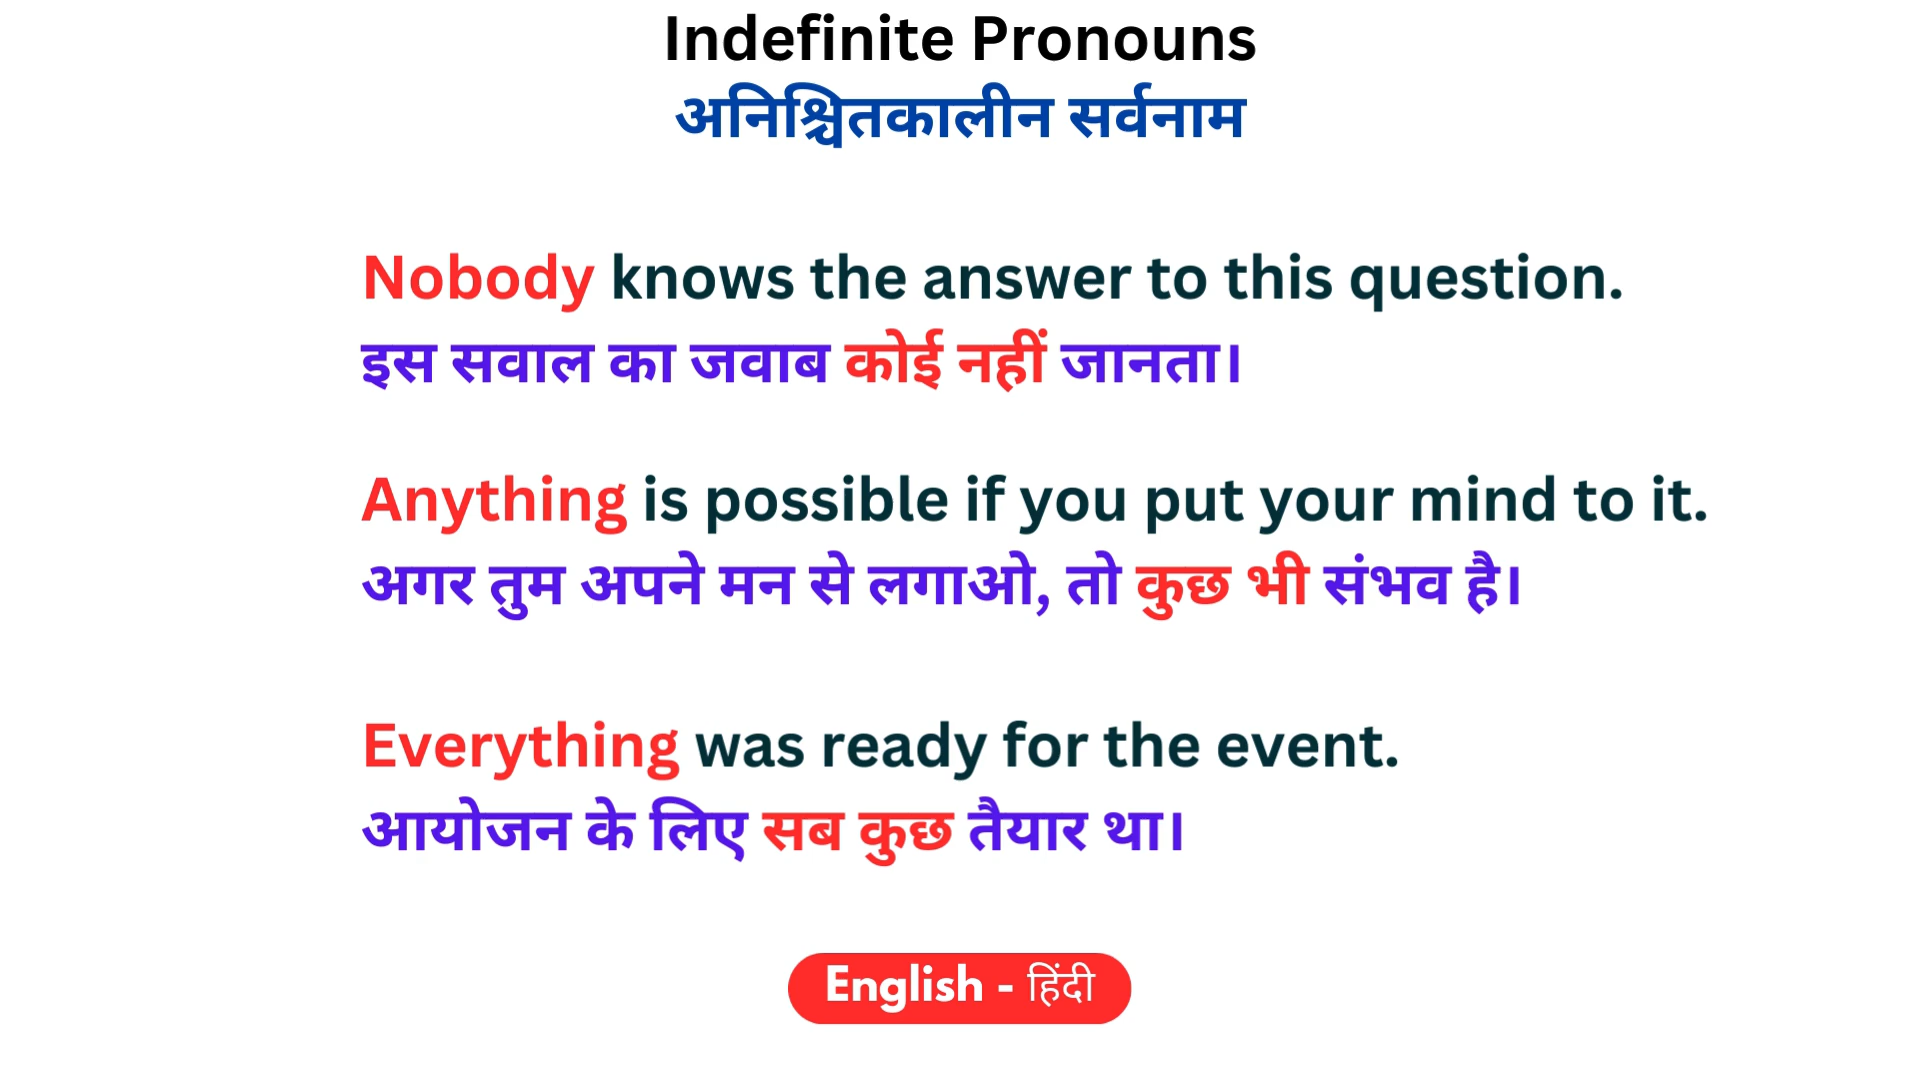 Indefinite Pronouns
अनिश्चितकालीन सर्वनाम
Nobody knows the answer to this question.
इस सवाल का जवाब कोई नहीं जानता।
Anything is possible if you put your mind to it.
अगर तुम अपने मन से लगाओ, तो कुछ भी संभव है।
Everything was ready for the event.
आयोजन के लिए सब कुछ तैयार था।
English - हिंदी